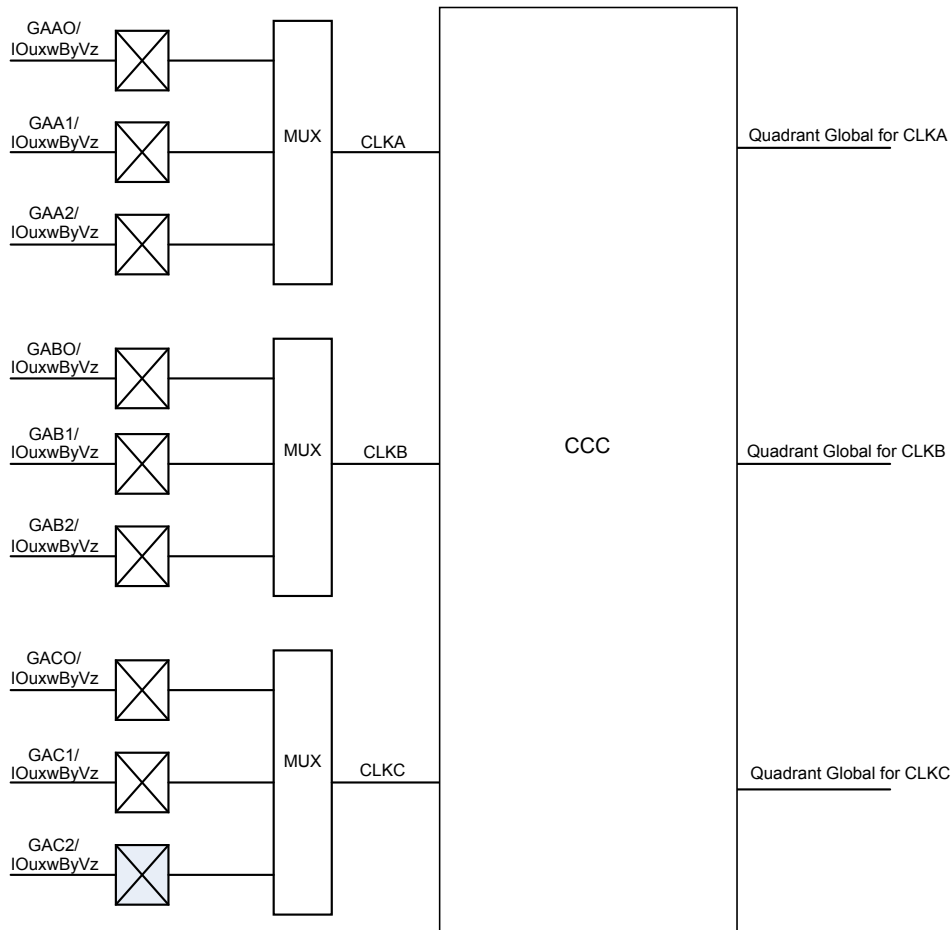 GAAO/
IOuxwByVz
GAA1/
IOuxwByVz
GAA2/
IOuxwByVz
MUX
CLKA
Quadrant Global for CLKA
GABO/
IOuxwByVz
GAB1/
IOuxwByVz
GAB2/
IOuxwByVz
MUX
CLKB
CCC
Quadrant Global for CLKB
GACO/
IOuxwByVz
GAC1/
IOuxwByVz
GAC2/
IOuxwByVz
MUX
CLKC
Quadrant Global for CLKC